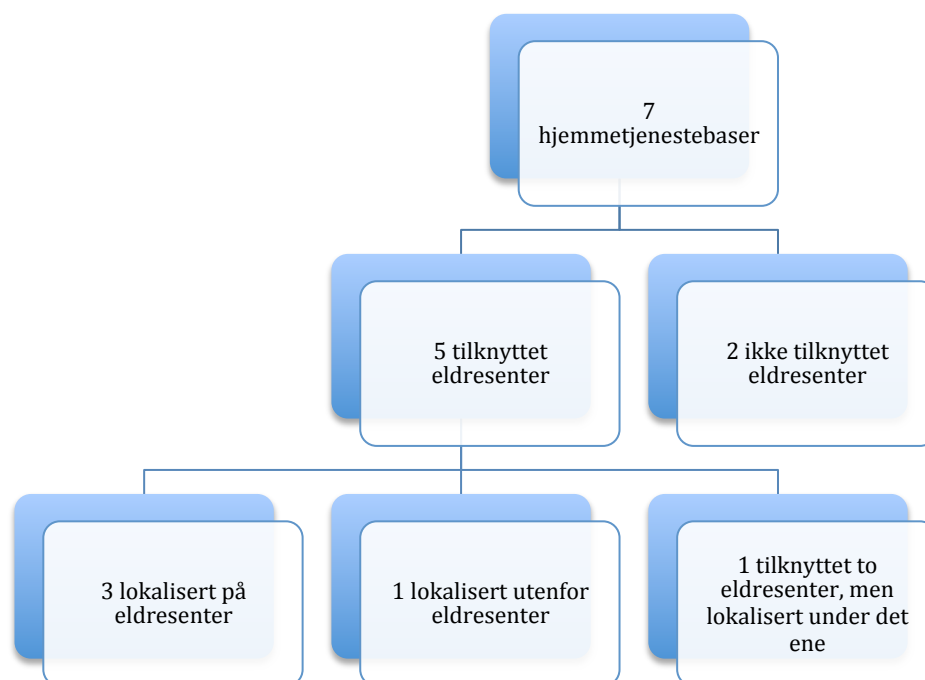 7
hjemmetjenestebaser
5 tilknyttet
eldresenter
2 ikke tilknyttet
eldresenter
3 lokalisert på
eldresenter
1 lokalisert utenfor
eldresenter
1 tilknyttet to
eldresenter, men
lokalisert under det
ene